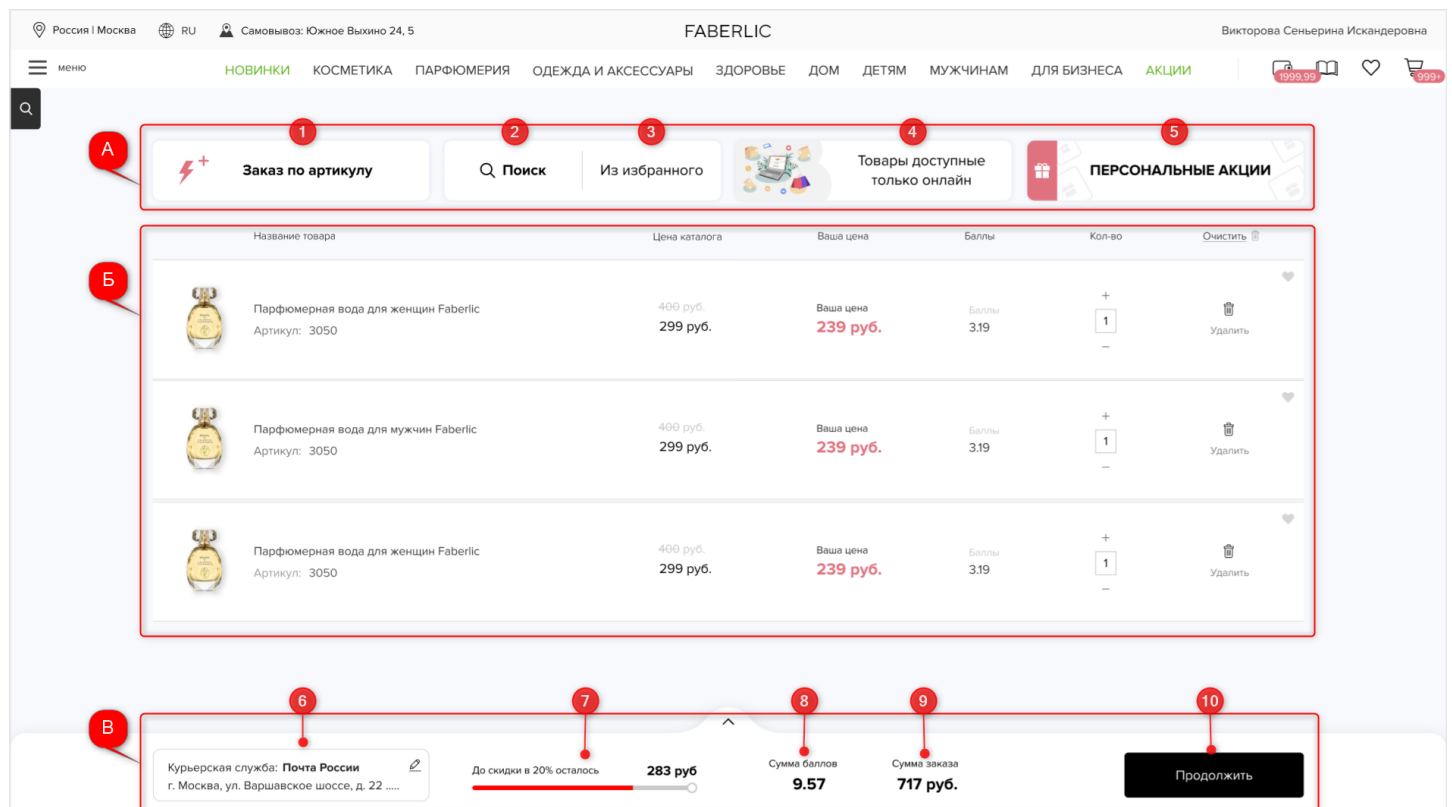 Россия | Москва RU Самовывоз: Южное Выхино 24, 5 FABERLIC Викторова Сеньерина Искандеровна
меню НОВИНКИ КОСМЕТИКА ПАРФЮМЕРИЯ ОДЕЖДА И АКСЕССУАРЫ ЗДОРОВЬЕ ДОМ ДЕТЯМ МУЖЧИНАМ ДЛЯ БИЗНЕСА АКЦИИ 1999,99 999+
А 1 2 3 4 5
Заказ по артикулу Поиск Из избранного Товары доступные
только онлайн
ПЕРСОНАЛЬНЫЕ АКЦИИ
Б
Название товара Цена каталога Ваша цена Баллы Кол-во Очистить
Парфюмерная вода для женщин Faberlic 400 руб. Ваша цена Баллы +
Артикул: 3050 299 руб. 239 руб. 3.19 1 Удалить
–
Парфюмерная вода для мужчин Faberlic 400 руб. Ваша цена Баллы +
Артикул: 3050 299 руб. 239 руб. 3.19 1 Удалить
–
Парфюмерная вода для женщин Faberlic 400 руб. Ваша цена Баллы +
Артикул: 3050 299 руб. 239 руб. 3.19 1 Удалить
–
В 6 7 8 9 10
Курьерская служба: Почта России До скидки в 20% осталось 283 руб Сумма баллов Сумма заказа Продолжить
г. Москва, ул. Варшавское шоссе, д. 22 ..... 9.57 717 руб.